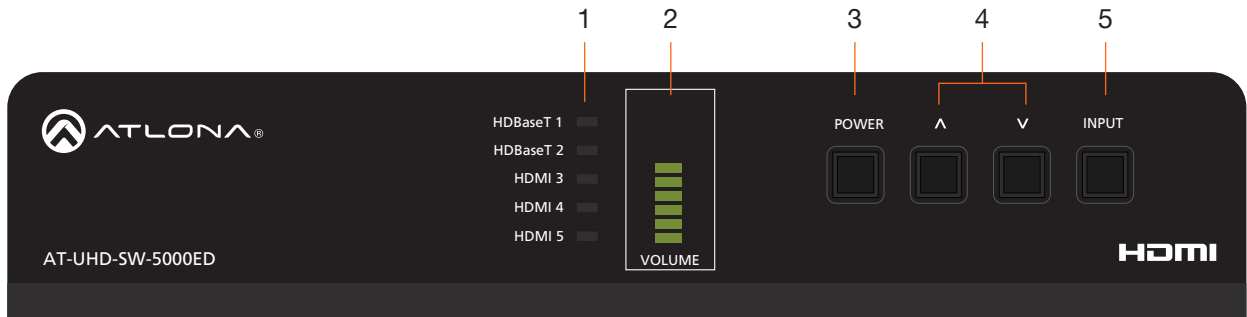 1 2 3 4 5
ATLONA®
HDBaseT 1
HDBaseT 2
HDMI 3
HDMI 4
HDMI 5
VOLUME
POWER ∧ ∨ INPUT
AT-UHD-SW-5000ED
HDMI